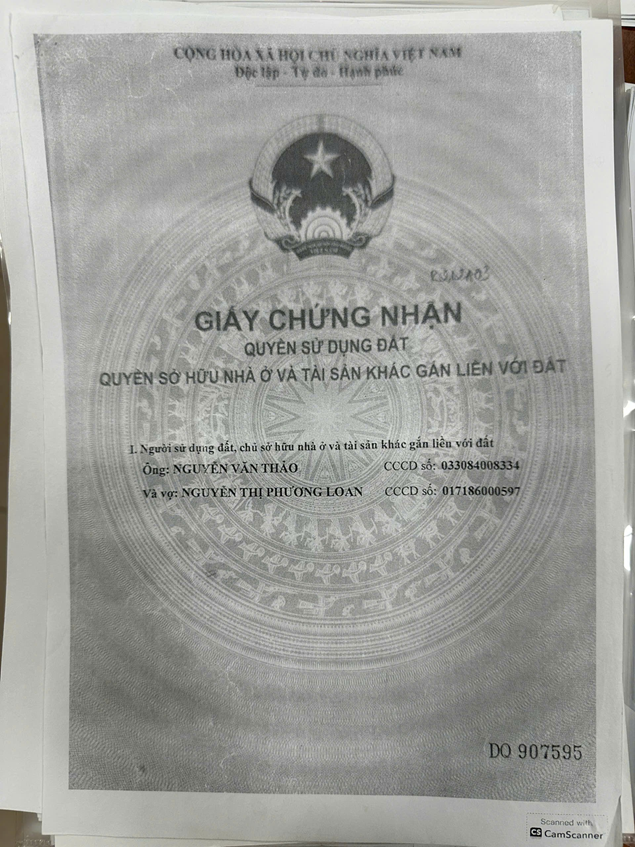 CỘNG HÒA XÃ HỘI CHỦ NGHĨA VIỆT NAM
Độc lập - Tự do - Hạnh phúc
GIẤY CHỨNG NHẬN
QUYỀN SỬ DỤNG ĐẤT
QUYỀN SỞ HỮU NHÀ Ở VÀ TÀI SẢN KHÁC GẮN LIỀN VỚI ĐẤT
1. Người sử dụng đất, chủ sở hữu nhà ở và tài sản khác gắn liền với đất
Ông: NGUYỄN VĂN THẢO CCCD số: 033084008334
Và vợ: NGUYỄN THỊ PHƯƠNG LOAN CCCD số: 017186000597
DO 907595
Scanned with
CS CamScanner